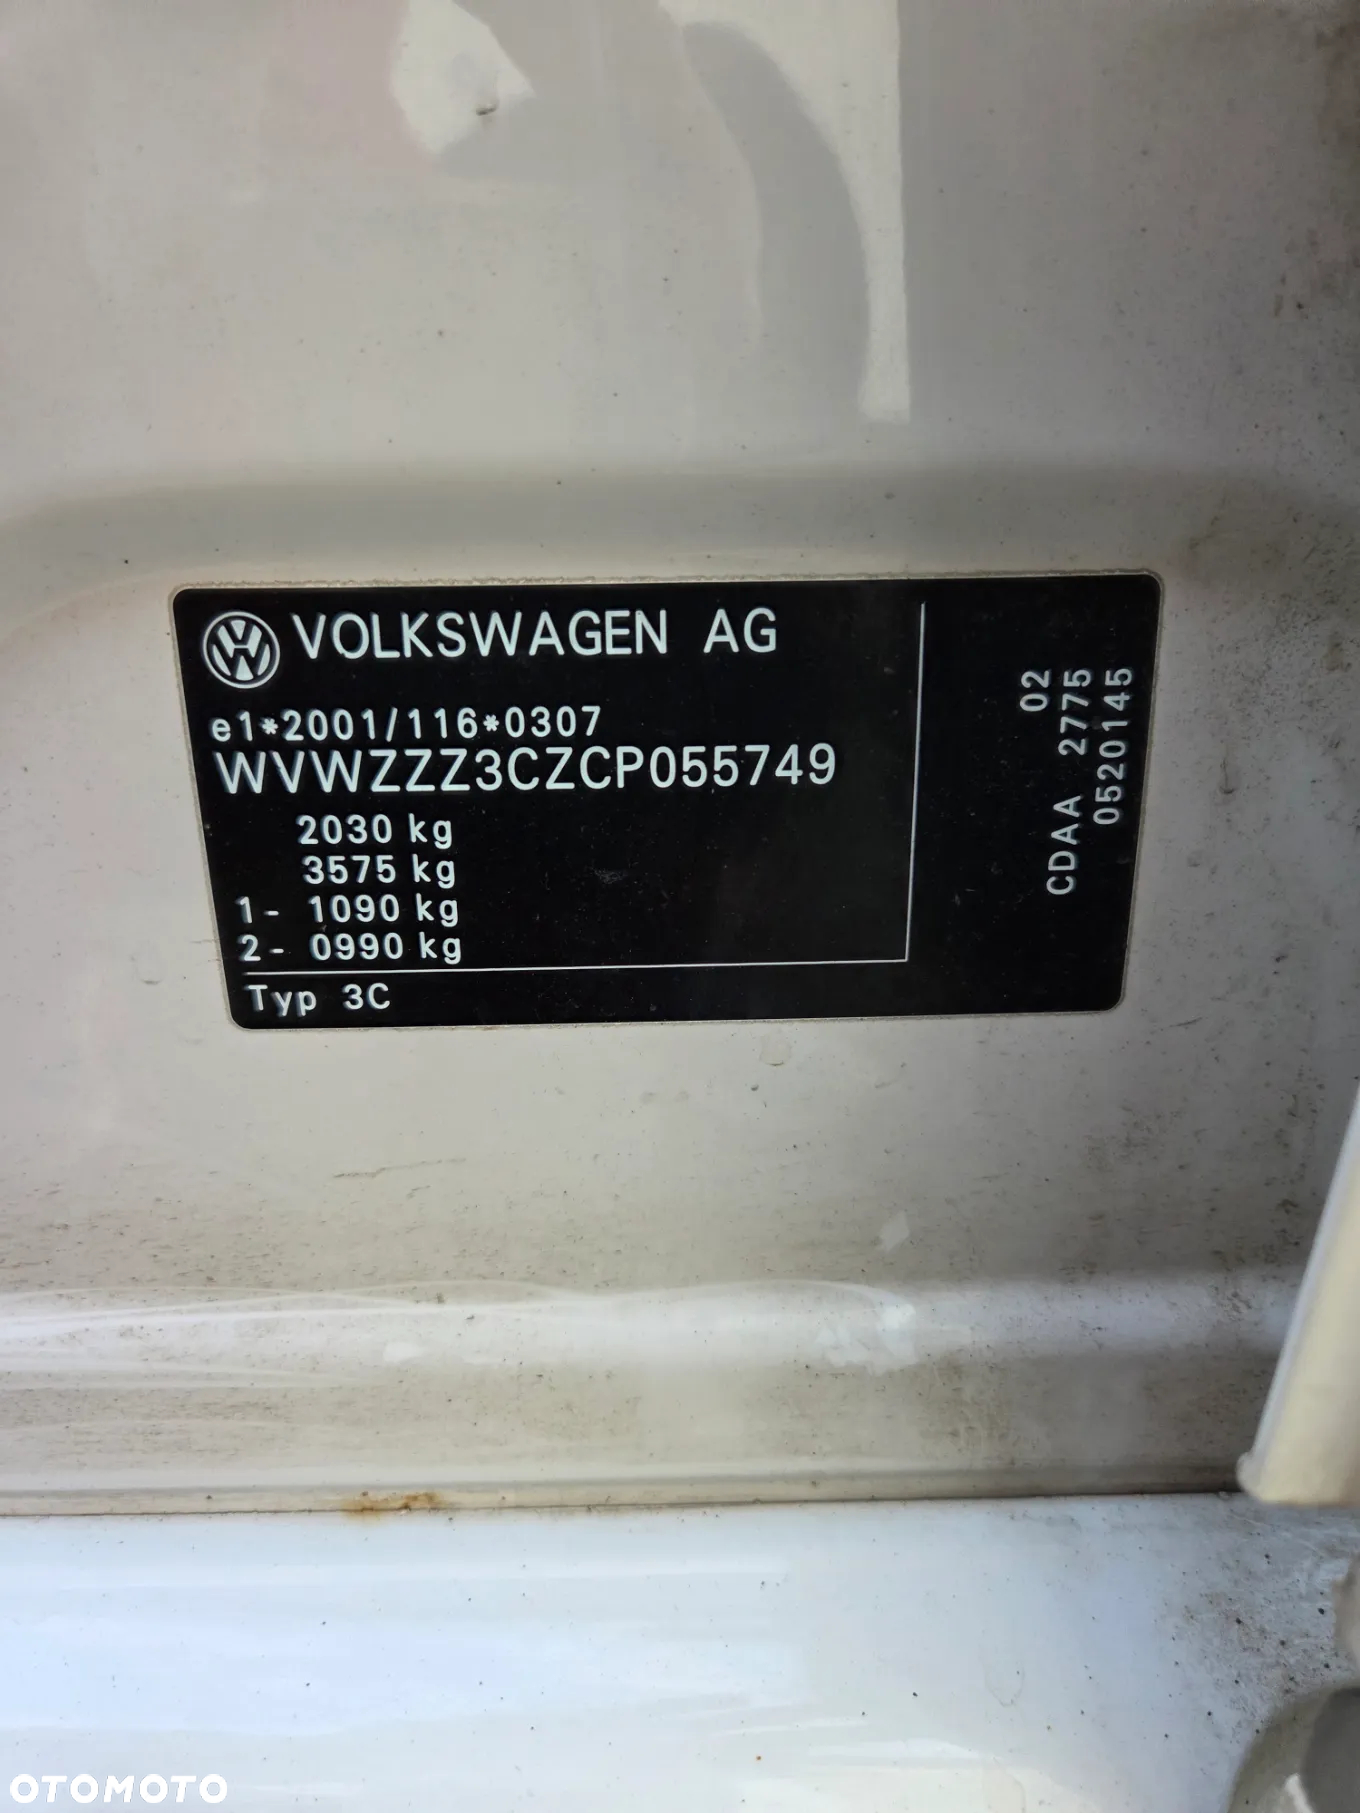 VOLKSWAGEN AG
e1*2001/116*0307
WVWZZZ3CZCP055749
2030 kg
3575 kg
1- 1090 kg
2- 0990 kg
Typ 3C
02
CDAA 2775
0520145
OTOMOTO